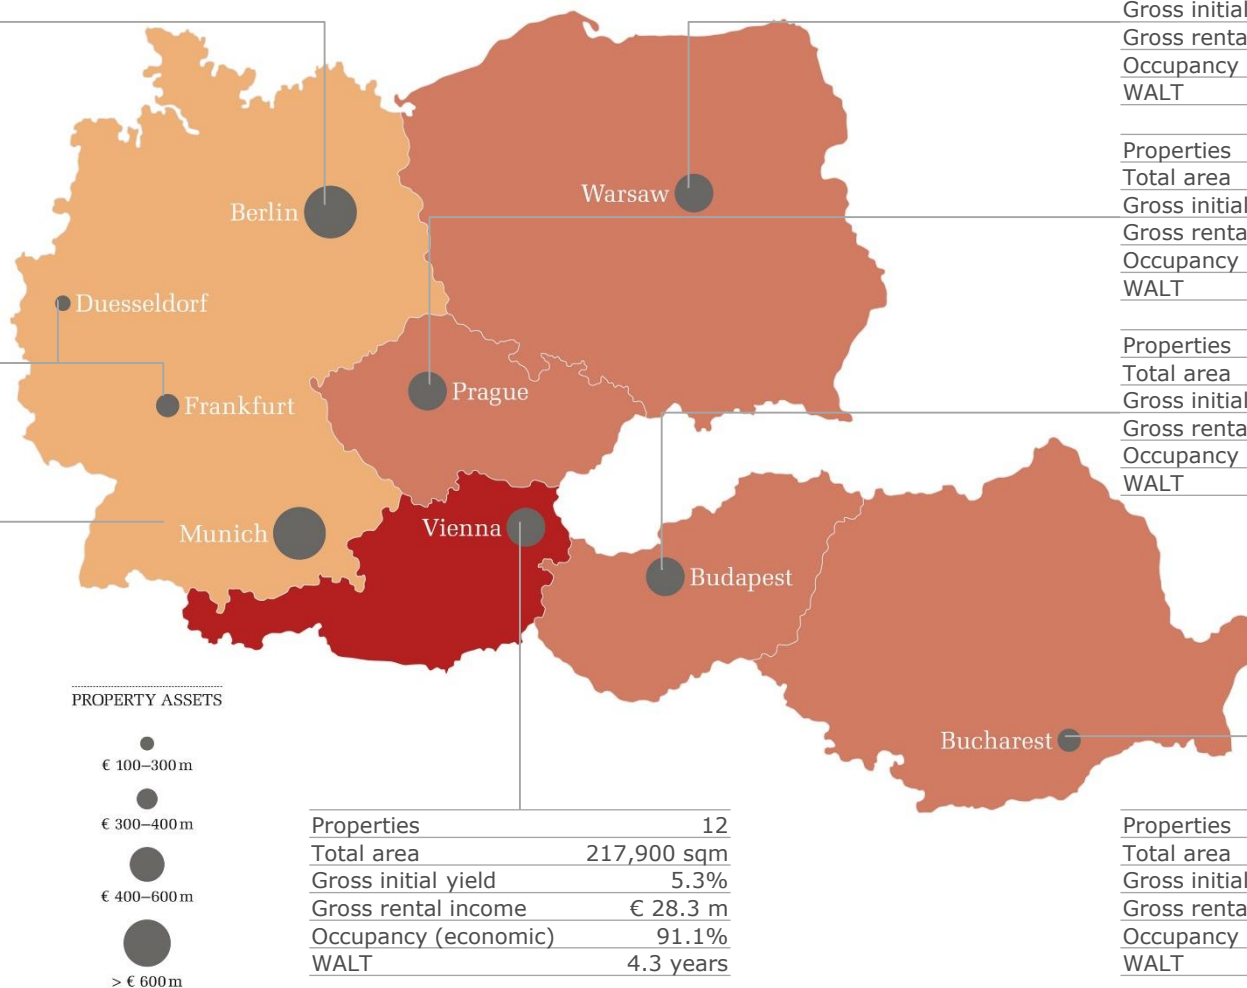 Gross initial
Gross renta
Occupancy
WALT
Properties
Total area
Gross initial
Gross renta
Occupancy
WALT
Properties
Total area
Gross initial
Gross renta
Occupancy
WALT
Berlin
Warsaw
Duesseldorf
Frankfurt
Prague
Munich
Vienna
Budapest
Bucharest
PROPERTY ASSETS
€ 100–300 m
€ 300–400 m
€ 400–600 m
> € 600 m
Properties 12
Total area 217,900 sqm
Gross initial yield 5.3%
Gross rental income € 28.3 m
Occupancy (economic) 91.1%
WALT 4.3 years
Properties
Total area
Gross initial
Gross renta
Occupancy
WALT